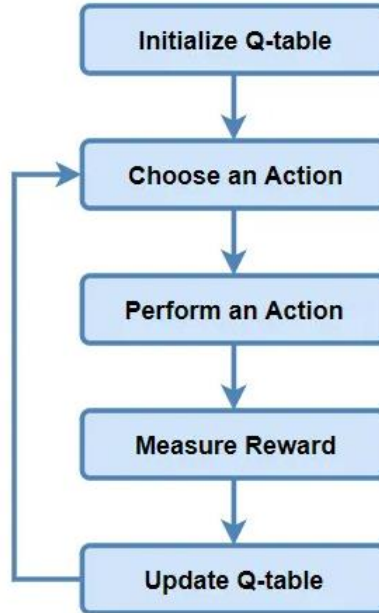 Initialize Q-table
Choose an Action
Perform an Action
Measure Reward
Update Q-table